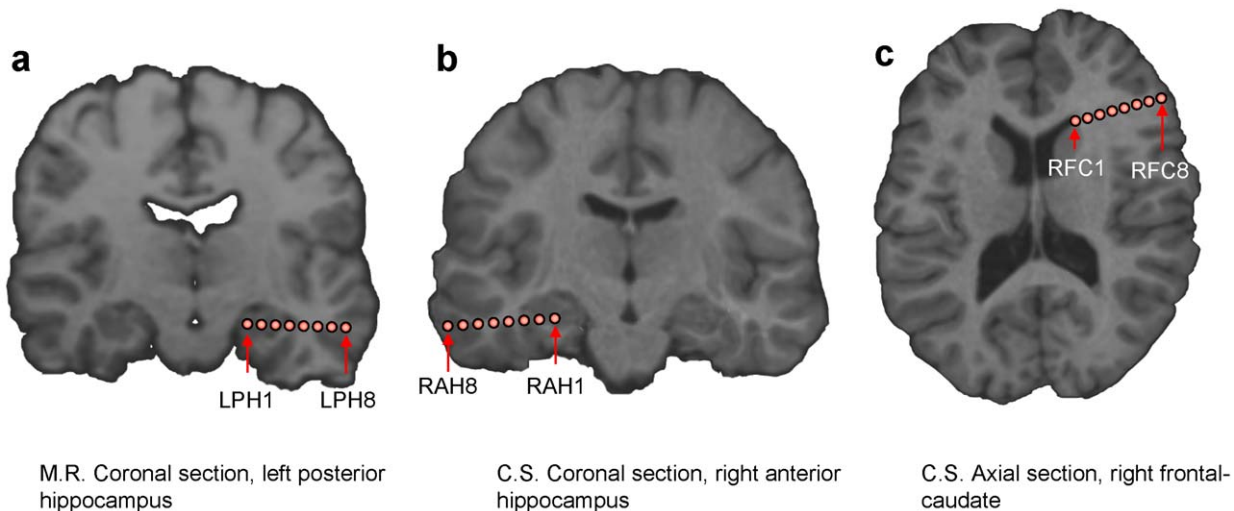 a
b
c
RFC1
RFC8
LPH1
LPH8
RAH8
RAH1
M.R. Coronal section, left posterior
hippocampus
C.S. Coronal section, right anterior
hippocampus
C.S. Axial section, right frontal-
caudate